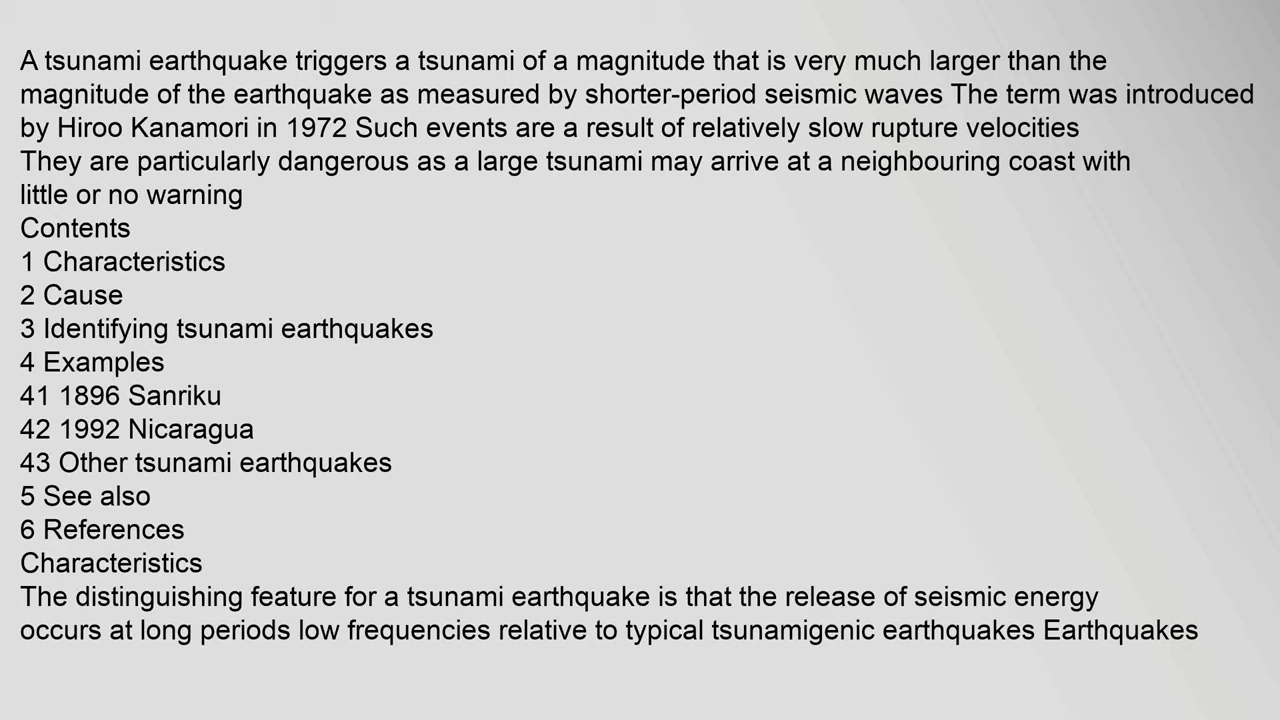 A tsunami earthquake triggers a tsunami of a magnitude that is very much larger than the
magnitude of the earthquake as measured by shorter-period seismic waves The term was introduced
by Hiroo Kanamori in 1972 Such events are a result of relatively slow rupture velocities
They are particularly dangerous as a large tsunami may arrive at a neighbouring coast with
little or no warning
Contents
1 Characteristics
2 Cause
3 Identifying tsunami earthquakes
4 Examples
41 1896 Sanriku
42 1992 Nicaragua
43 Other tsunami earthquakes
5 See also
6 References
Characteristics
The distinguishing feature for a tsunami earthquake is that the release of seismic energy
occurs at long periods low frequencies relative to typical tsunamigenic earthquakes Earthquakes